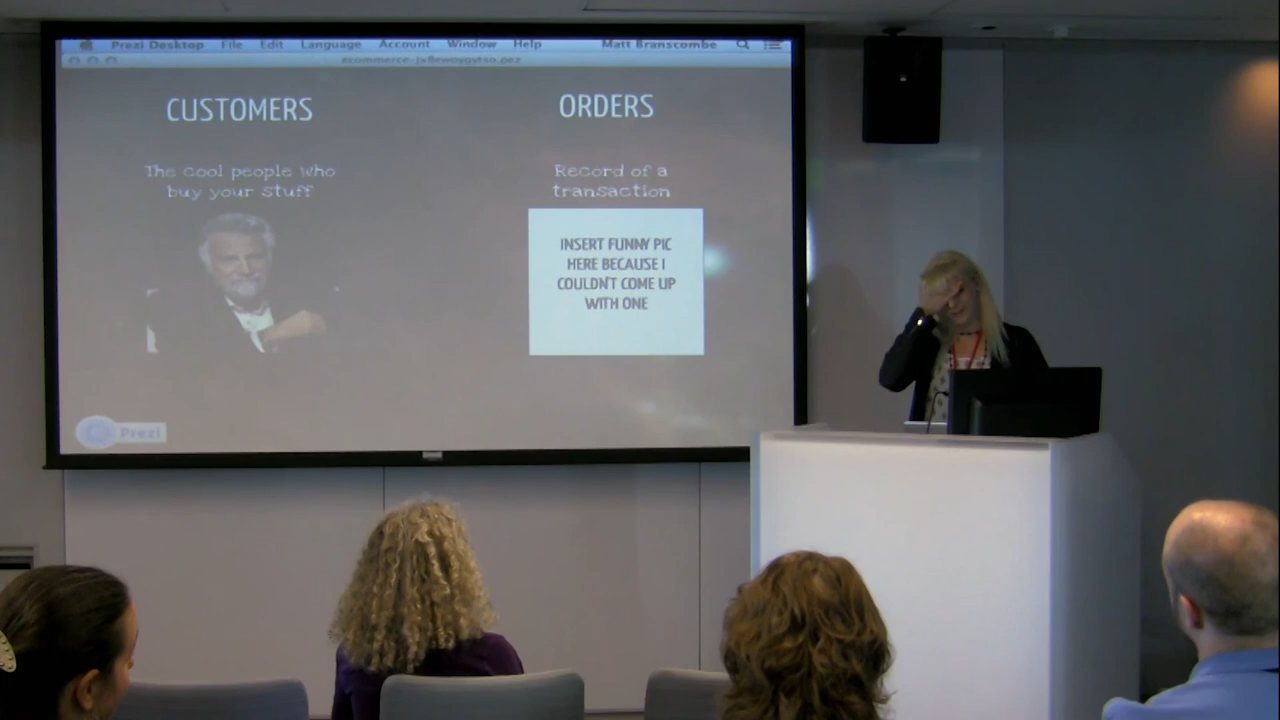 Prezi Desktop File Edit Language Account Window Help Matt Branscombe
CUSTOMERS
The cool people who
buy your stuff
ORDERS
Record of a
transaction
INSERT FUNNY PIC
HERE BECAUSE I
COULDN'T COME UP
WITH ONE
Prezi